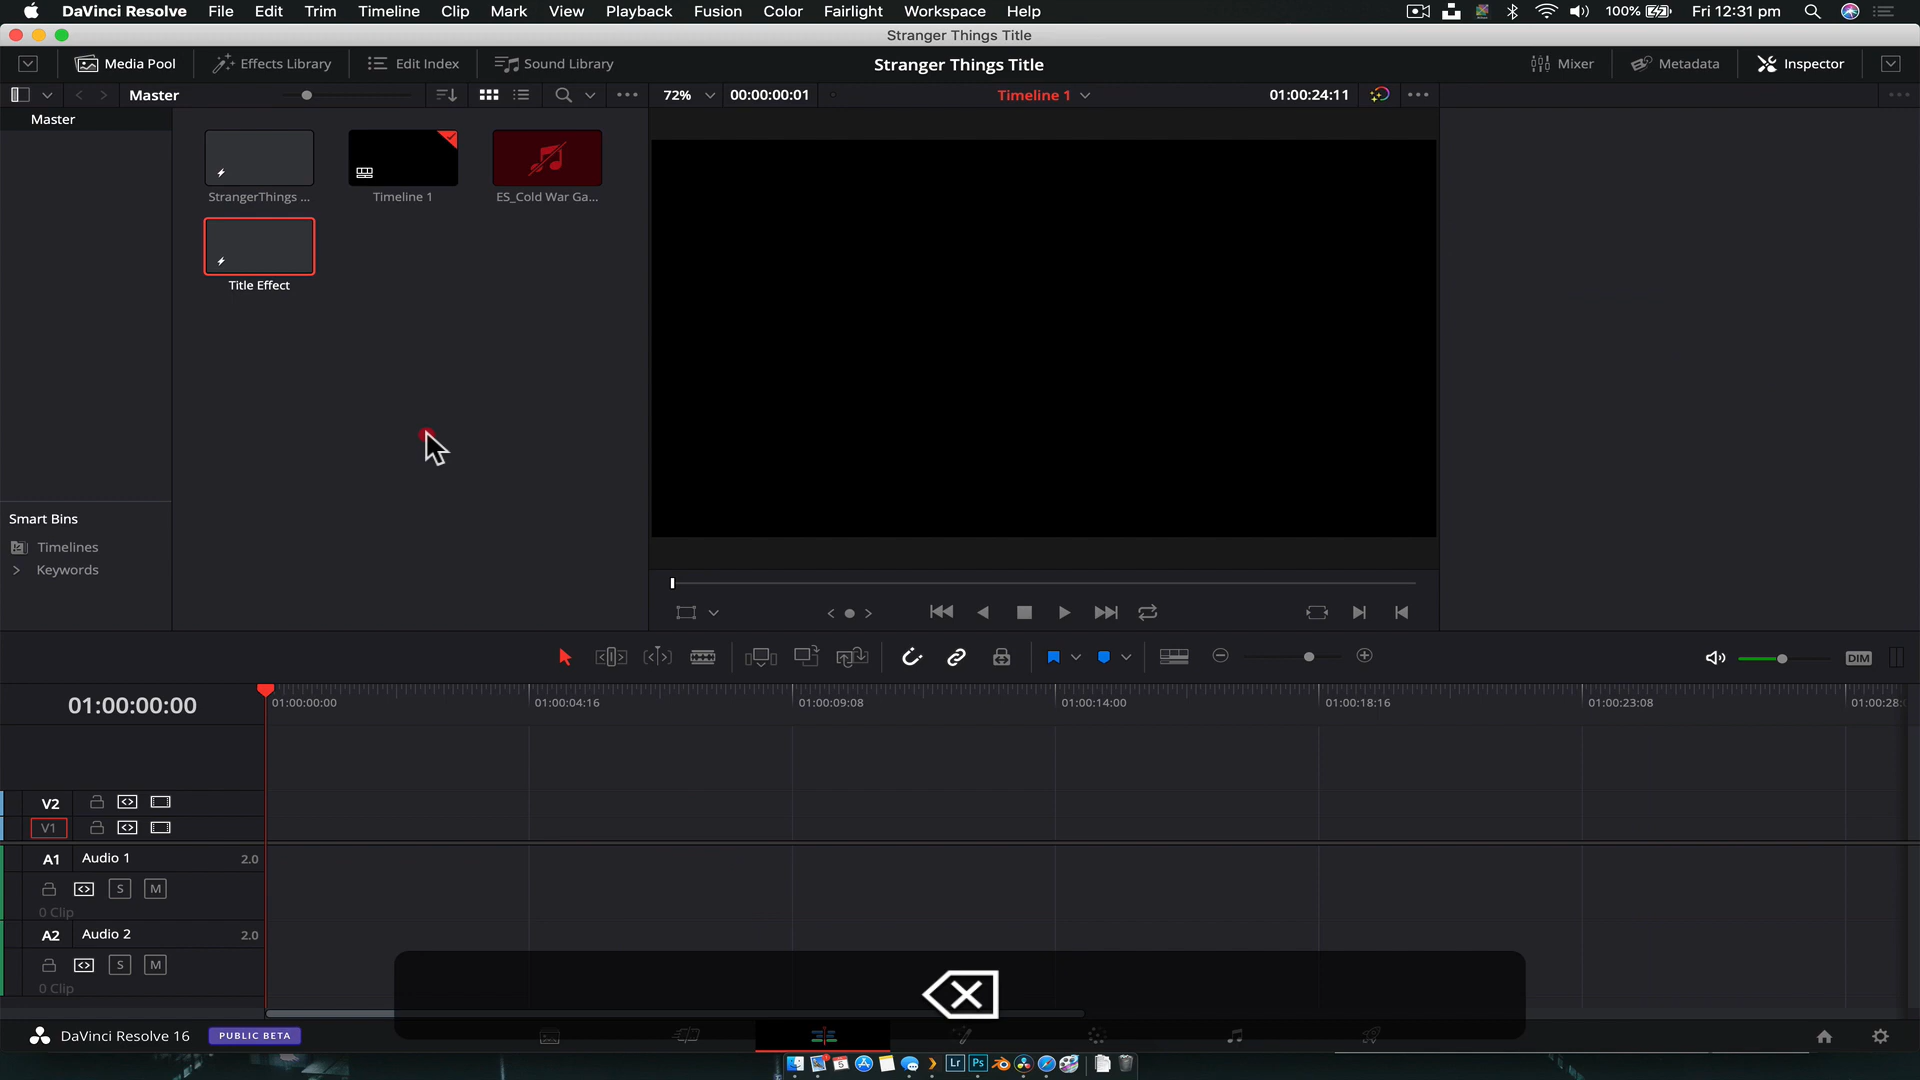 DaVinci Resolve File Edit Trim Timeline Clip Mark View Playback Fusion Color Fairlight Workspace Help 100% Fri 12:31 pm
Stranger Things Title
Media Pool Effects Library Edit Index Sound Library Stranger Things Title Mixer Metadata Inspector
Master 72% 00:00:00:01 Timeline 1 01:00:24:11
Master
StrangerThings ... Timeline 1 ES_Cold War Ga...
Title Effect
Smart Bins
Timelines
Keywords
DIM
01:00:00:00 01:00:00:00 01:00:04:16 01:00:09:08 01:00:14:00 01:00:18:16 01:00:23:08 01:00:28:
V2
V1
A1 Audio 1 2.0
S M
0 Clip
A2 Audio 2 2.0
S M
0 Clip
DaVinci Resolve 16 PUBLIC BETA
Lr Ps